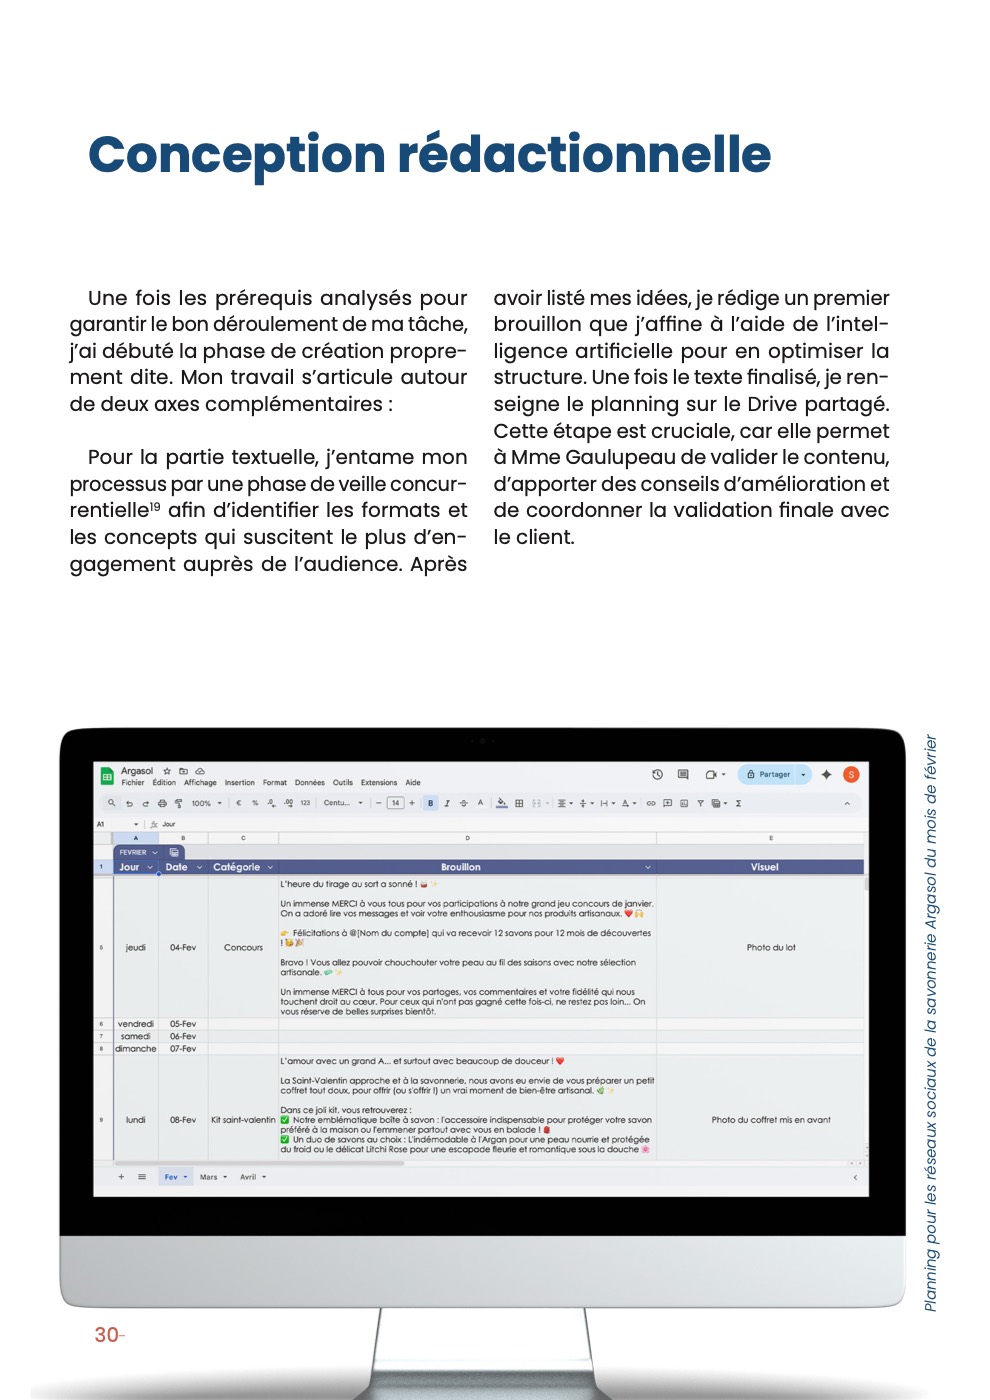 Conception rédactionnelle
Une fois les prérequis analysés pour
garantir le bon déroulement de ma tâche,
j'ai débuté la phase de création propre-
ment dite. Mon travail s'articule autour
de deux axes complémentaires :
Pour la partie textuelle, j'entame mon
processus par une phase de veille concur-
rentielle¹⁹ afin d'identifier les formats et
les concepts qui suscitent le plus d'en-
gagement auprès de l'audience. Après
avoir listé mes idées, je rédige un premier
brouillon que j'affine à l'aide de l'intel-
ligence artificielle pour en optimiser la
structure. Une fois le texte finalisé, je ren-
seigne le planning sur le Drive partagé.
Cette étape est cruciale, car elle permet
à Mme Gaulupeau de valider le contenu,
d'apporter des conseils d'amélioration et
de coordonner la validation finale avec
le client.
Argasol
Fichier Édition Affichage Insertion Format Données Outils Extensions Aide
Partager
S
100% € % .0 .00 123 Centu... − 14 + B I S A Σ
A1 fx Jour
A B C D E
FEVRIER
1 Jour Date Catégorie Brouillon Visuel
L'heure du tirage au sort a sonné !
Un immense MERCI à vous tous pour vos participations à notre grand jeu concours de janvier.
On a adoré lire vos messages et voir votre enthousiasme pour nos produits artisanaux. ❤️
👉 Félicitations à @[Nom du compte] qui va recevoir 12 savons pour 12 mois de découvertes
!
5 jeudi 04-Fev Concours Photo du lot
Bravo ! Vous allez pouvoir chouchouter votre peau au fil des saisons avec notre sélection
artisanale.
Un immense MERCI à tous pour vos partages, vos commentaires et votre fidélité qui nous
touchent droit au cœur. Pour ceux qui n'ont pas gagné cette fois-ci, ne restez pas loin... On
vous réserve de belles surprises bientôt.
6 vendredi 05-Fev
7 samedi 06-Fev
8 dimanche 07-Fev
L'amour avec un grand A... et surtout avec beaucoup de douceur ! ❤️
La Saint-Valentin approche et à la savonnerie, nous avons eu envie de vous préparer un petit
coffret tout doux, pour offrir (ou s'offrir !) un vrai moment de bien-être artisanal.
Dans ce joli kit, vous retrouverez :
9 lundi 08-Fev Kit saint-valentin ✅ Notre emblématique boîte à savon : l'accessoire indispensable pour protéger votre savon Photo du coffret mis en avant
préféré à la maison ou l'emmener partout avec vous en balade !
✅ Un duo de savons au choix : L'indémodable à l'Argan pour une peau nourrie et protégée
du froid ou le délicat Litchi Rose pour une escapade fleurie et romantique sous la douche 🌸
+ ≡ Fev Mars Avril
Planning pour les réseaux sociaux de la savonnerie Argasol du mois de février
30-